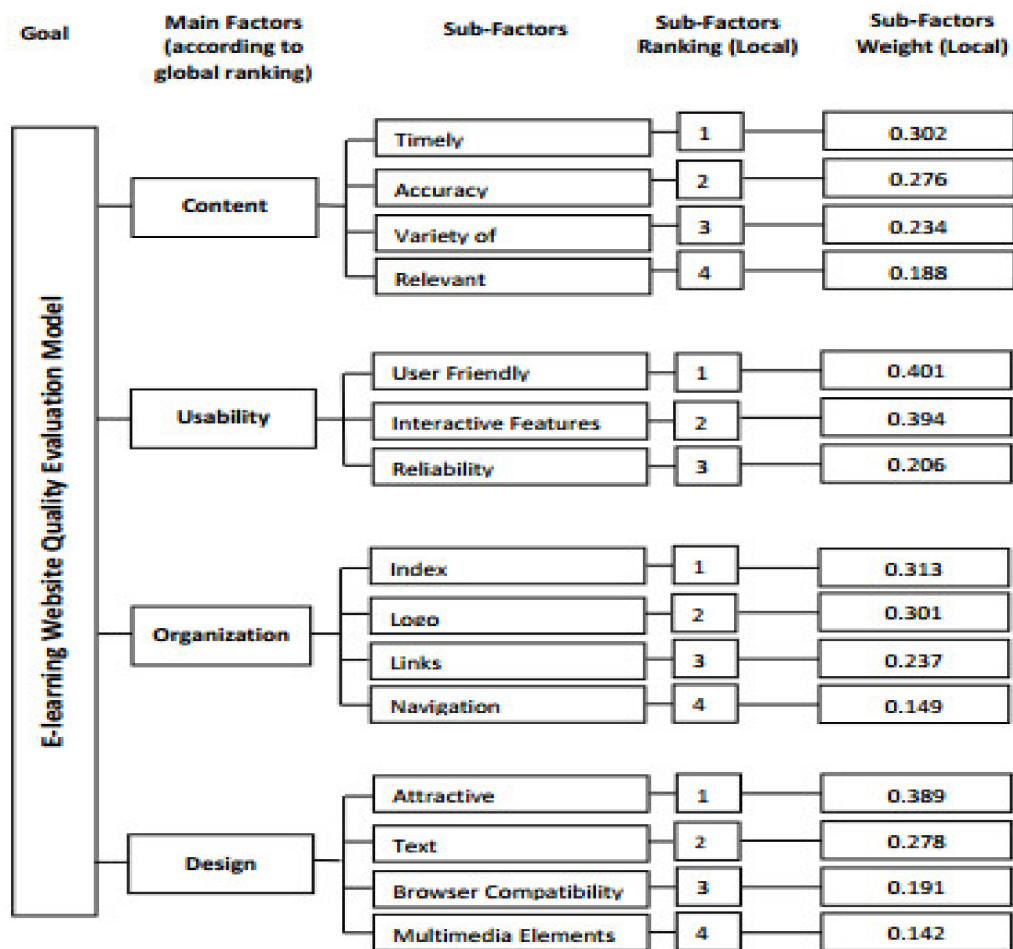 Goal
Main Factors
(according to
global ranking)
Sub-Factors
Sub-Factors
Ranking (Local)
Sub-Factors
Weight (Local)
E-learning Website Quality Evaluation Model
Content
Timely
1
0.302
Accuracy
2
0.276
Variety of
3
0.234
Relevant
4
0.188
Usability
User Friendly
1
0.401
Interactive Features
2
0.394
Reliability
3
0.206
Organization
Index
1
0.313
Logo
2
0.301
Links
3
0.237
Navigation
4
0.149
Design
Attractive
1
0.389
Text
2
0.278
Browser Compatibility
3
0.191
Multimedia Elements
4
0.142